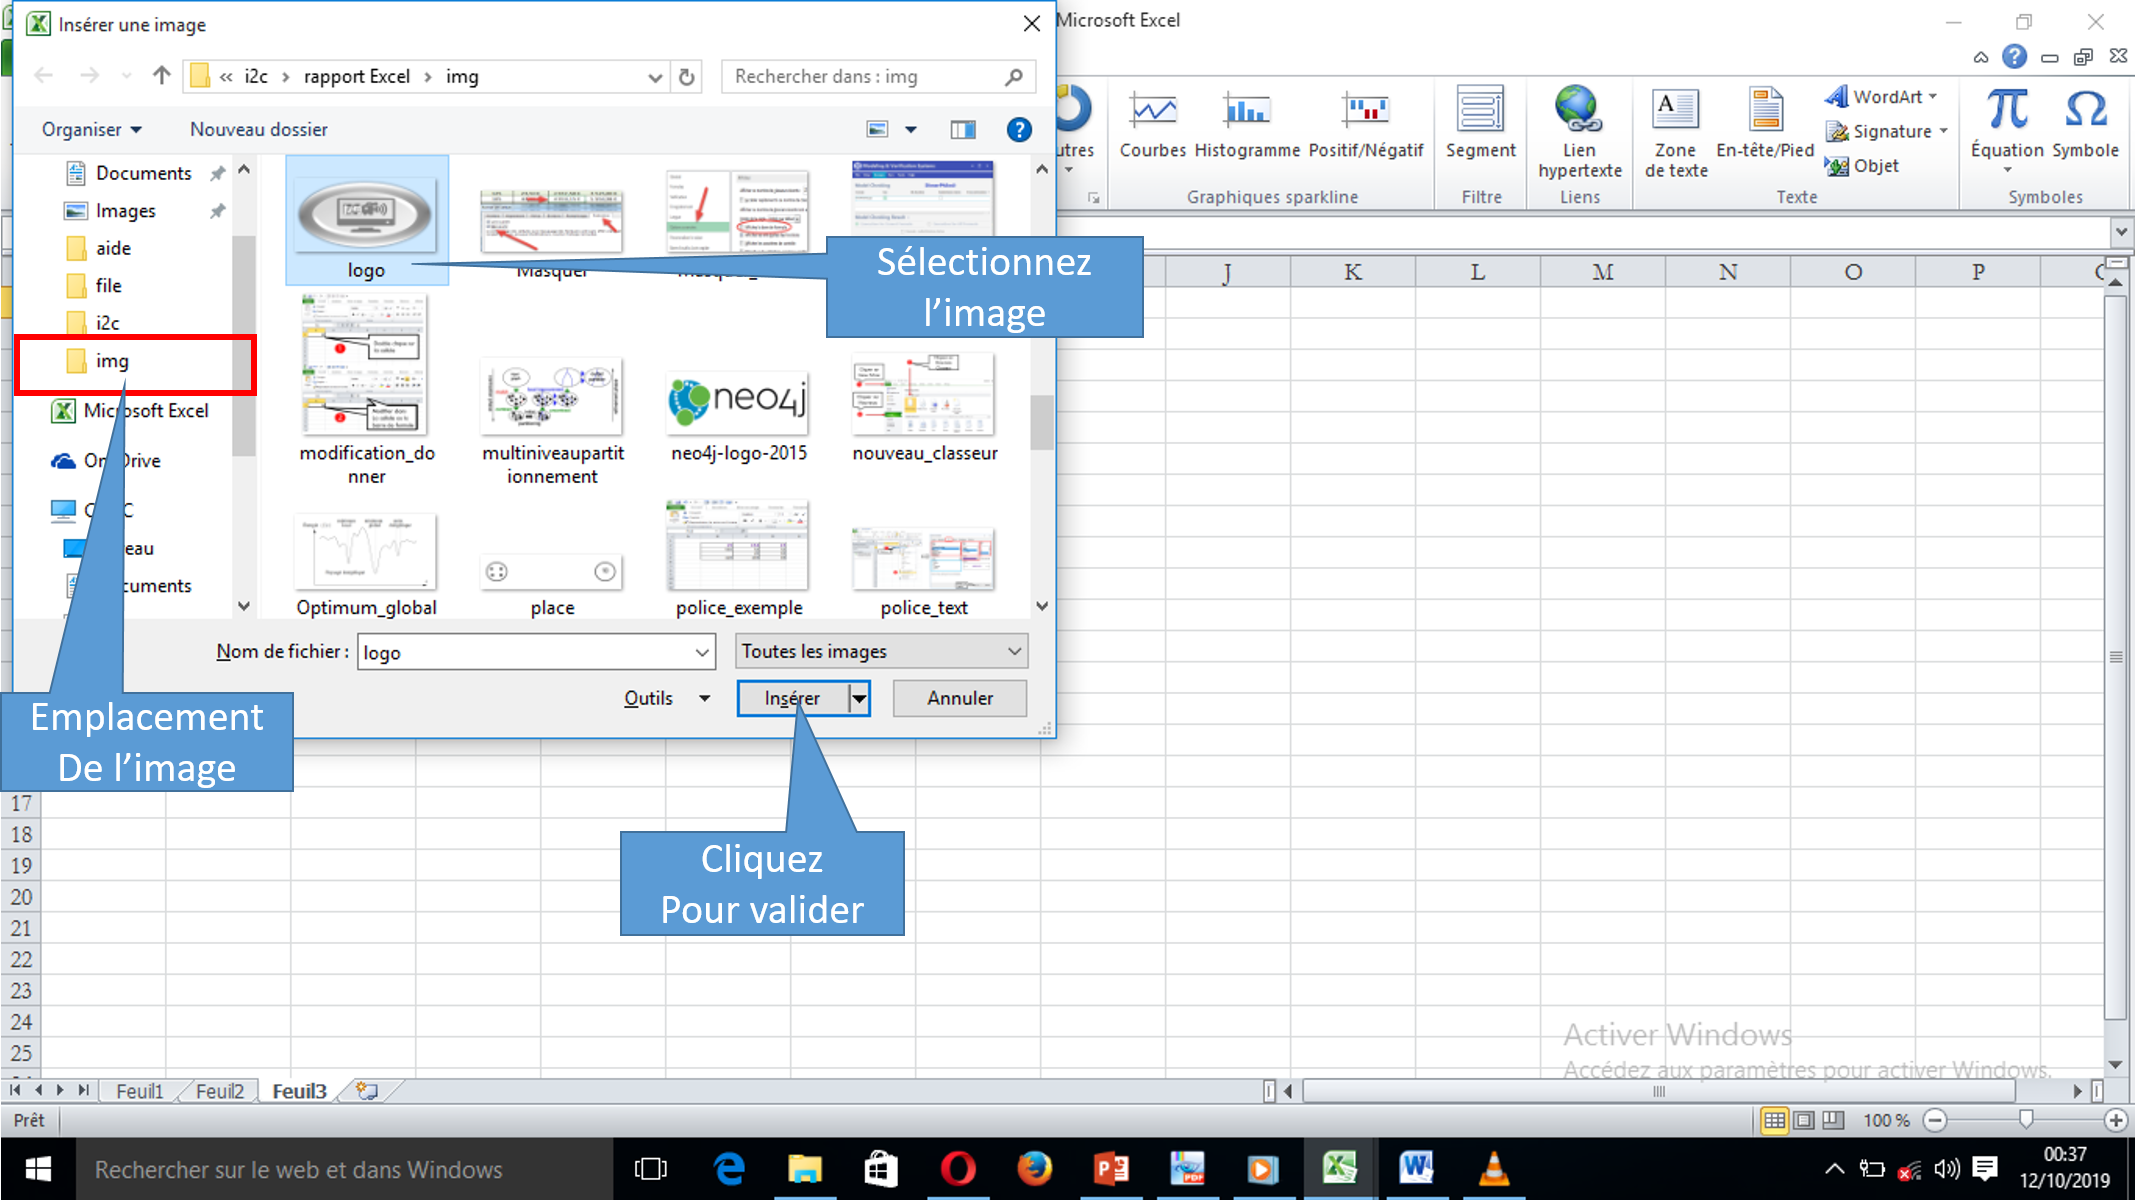 Insérer une image
Microsoft Excel
« i2c › rapport Excel › img
Rechercher dans : img
Organiser
Nouveau dossier
Documents
Images
aide
file
i2c
img
Microsoft Excel
logo
modification_do
nner
multiniveaupartit
ionnement
neo4j
neo4j-logo-2015
nouveau_classeur
Optimum_global
place
police_exemple
police_text
Sélectionnez
l’image
Emplacement
De l’image
Cliquez
Pour valider
Nom de fichier :
logo
Toutes les images
Outils
Insérer
Annuler
Courbes
Histogramme
Positif/Négatif
Graphiques sparkline
Segment
Filtre
Lien
hypertexte
Liens
Zone
de texte
En-tête/Pied
WordArt
Signature
Objet
Texte
Équation
Symbole
Symboles
J K L M N O P
17
18
19
20
21
22
23
24
25
Activer Windows
Accédez aux paramètres pour activer Windows.
Feuil1
Feuil2
Feuil3
Prêt
100 %
Rechercher sur le web et dans Windows
00:37
12/10/2019